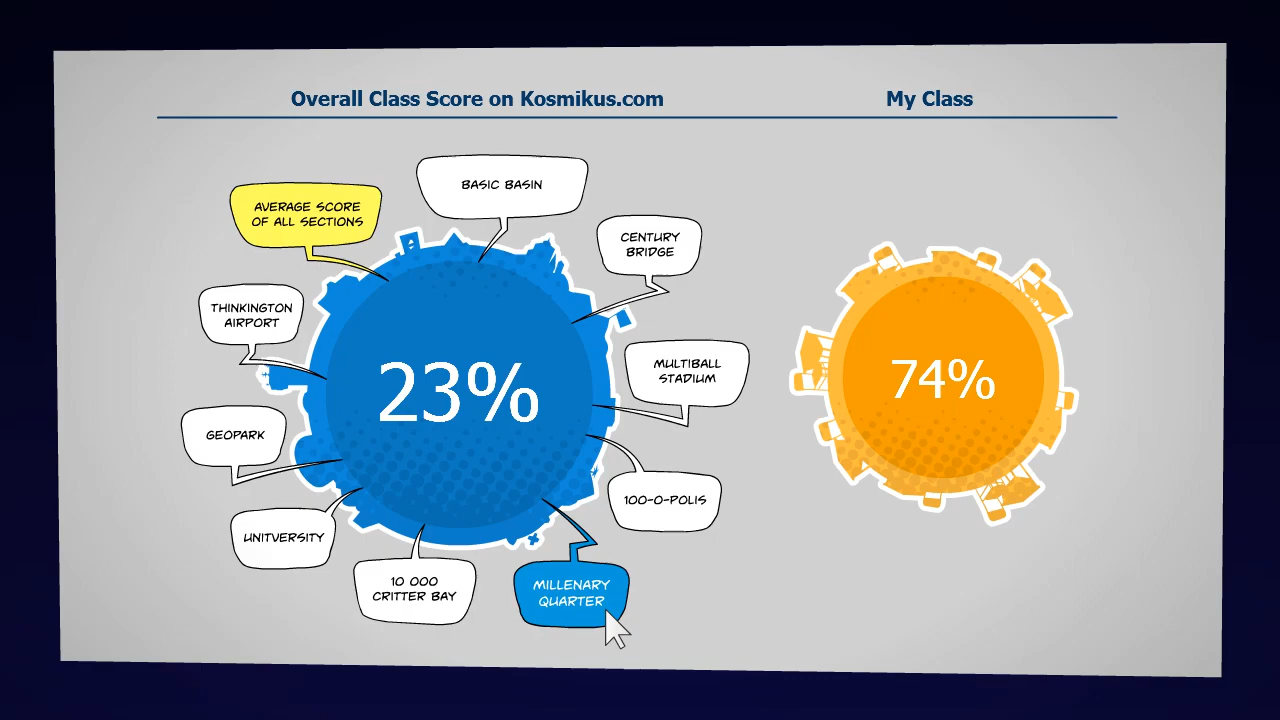 Overall Class Score on Kosmikus.com
My Class
BASIC BASIN
AVERAGE SCORE
OF ALL SECTIONS
CENTURY
BRIDGE
THINKINGTON
AIRPORT
MULTIBALL
STADIUM
23%
74%
GEOPARK
100-0-POLIS
UNITVERSITY
10 000
CRITTER BAY
MILLENARY
QUARTER